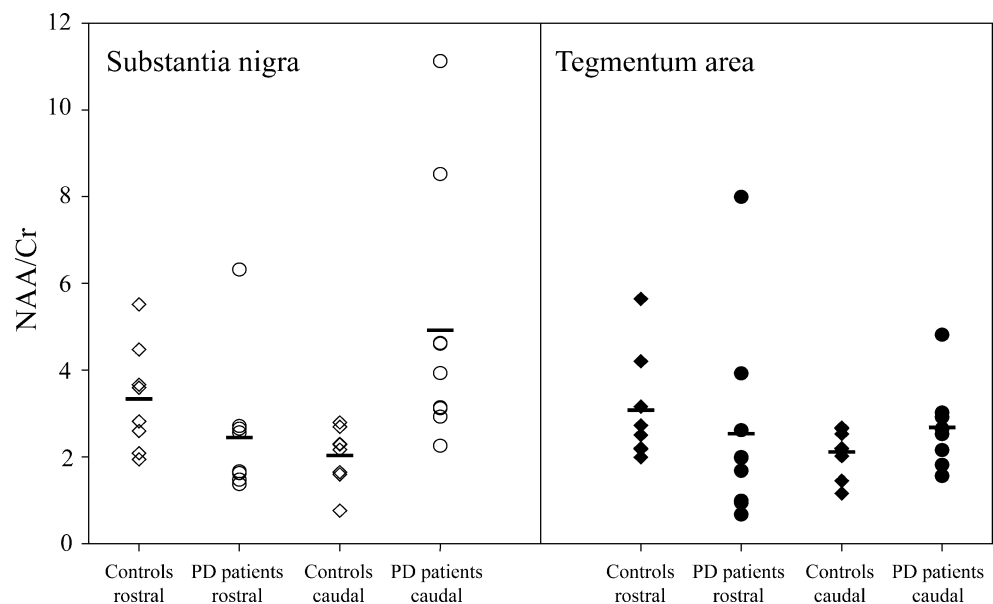 Substantia nigra
Tegmentum area
NAA/Cr
12
10
8
6
4
2
0
Controls rostral
PD patients rostral
Controls caudal
PD patients caudal
Controls rostral
PD patients rostral
Controls caudal
PD patients caudal